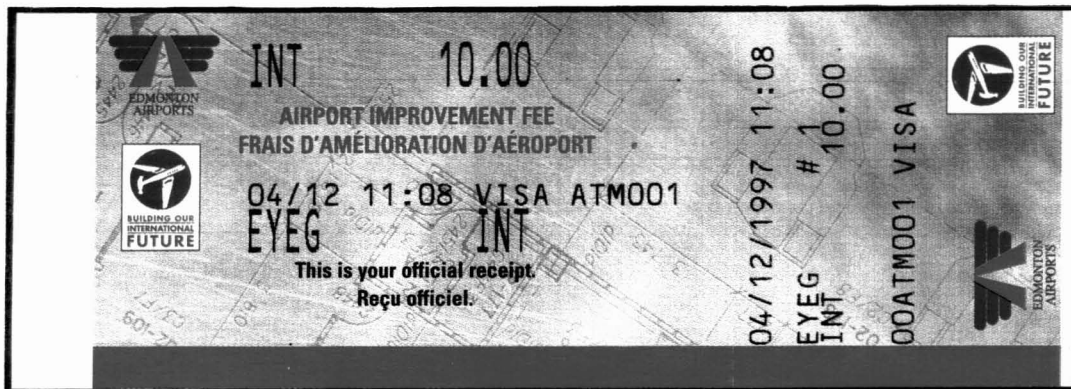 EDMONTON
AIRPORTS
BUILDING OUR
INTERNATIONAL
FUTURE
INT 10.00
AIRPORT IMPROVEMENT FEE
FRAIS D'AMÉLIORATION D'AÉROPORT
04/12 11:08 VISA ATM001
EYEG INT
This is your official receipt.
Reçu officiel.
04/12/1997 11:08
EYEG # 1
INT 10.00
00ATM001 VISA
BUILDING OUR
INTERNATIONAL
FUTURE
EDMONTON
AIRPORTS